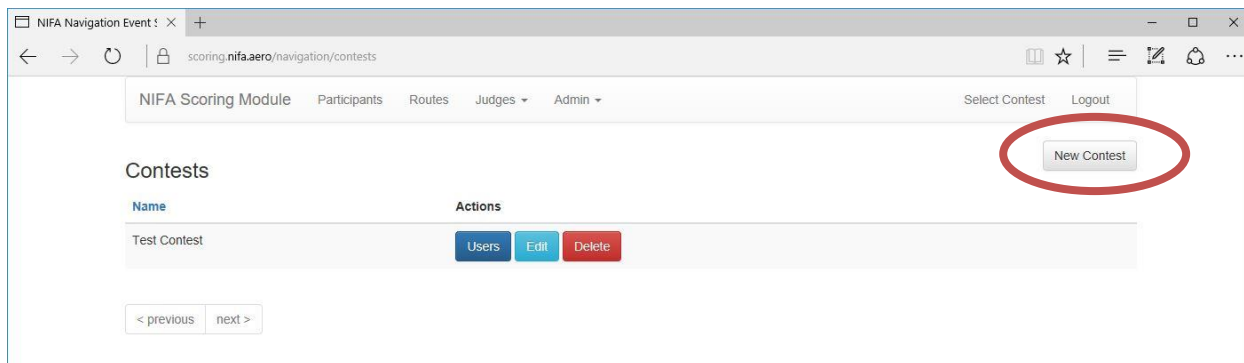 NIFA Navigation Event S
scoring.nifa.aero/navigation/contests
NIFA Scoring Module Participants Routes Judges Admin Select Contest Logout
New Contest
Contests
Name Actions
Test Contest Users Edit Delete
< previous next >